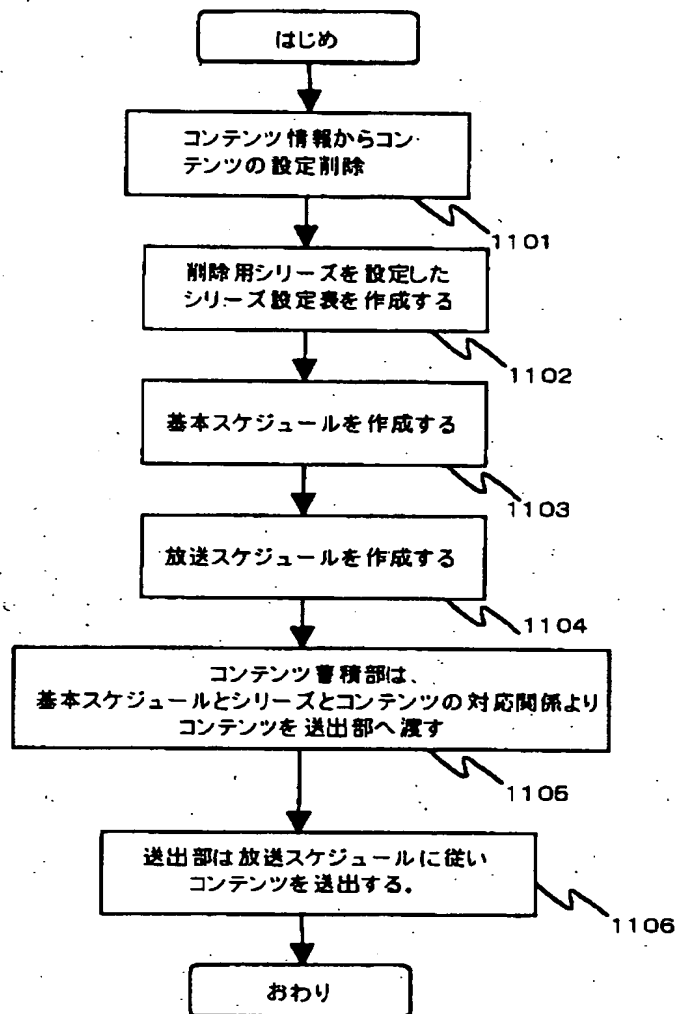 はじめ
コンテンツ情報からコン
テンツの設定削除
1101
削除用シリーズを設定した
シリーズ設定表を作成する
1102
基本スケジュールを作成する
1103
放送スケジュールを作成する
1104
コンテンツ蓄積部は、
基本スケジュールとシリーズとコンテンツの対応関係より
コンテンツを送出部へ渡す
1105
送出部は放送スケジュールに従い
コンテンツを送出する。
1106
おわり